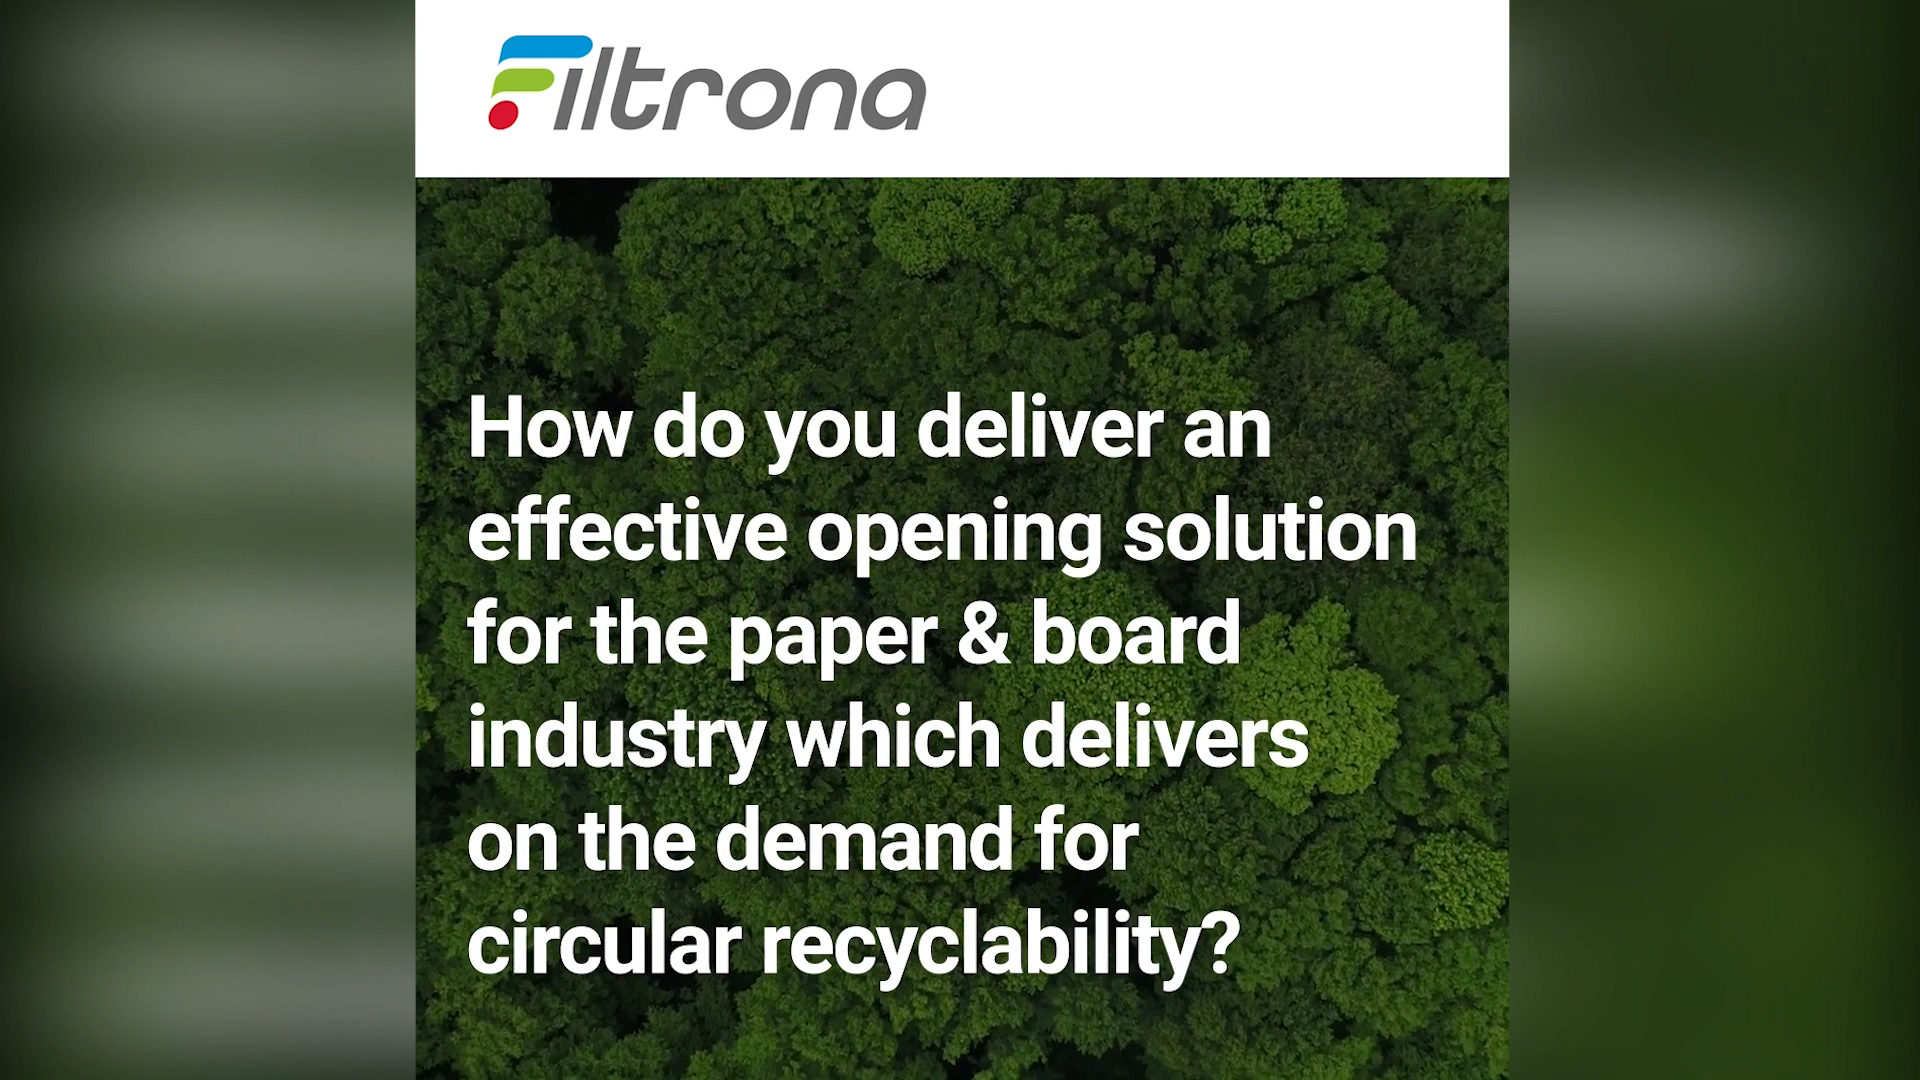 Filtrona
How do you deliver an
effective opening solution
for the paper & board
industry which delivers
on the demand for
circular recyclability?